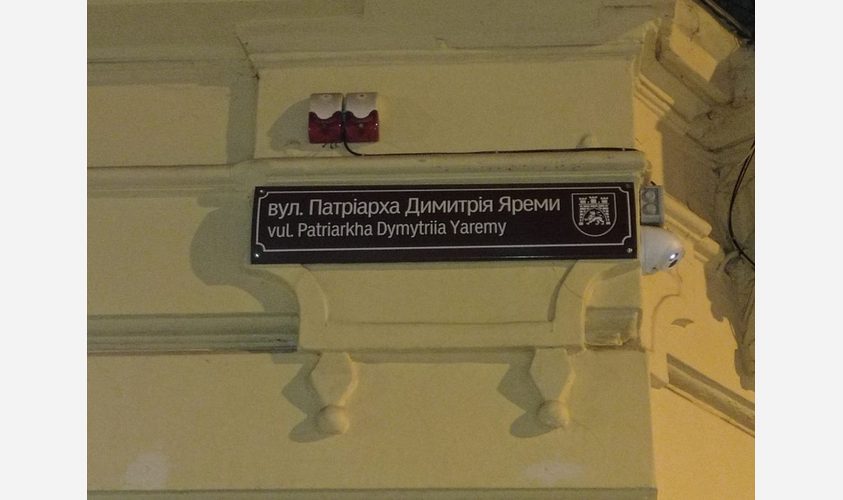 вул. Патріарха Димитрія Яреми
vul. Patriarkha Dymytriia Yaremy